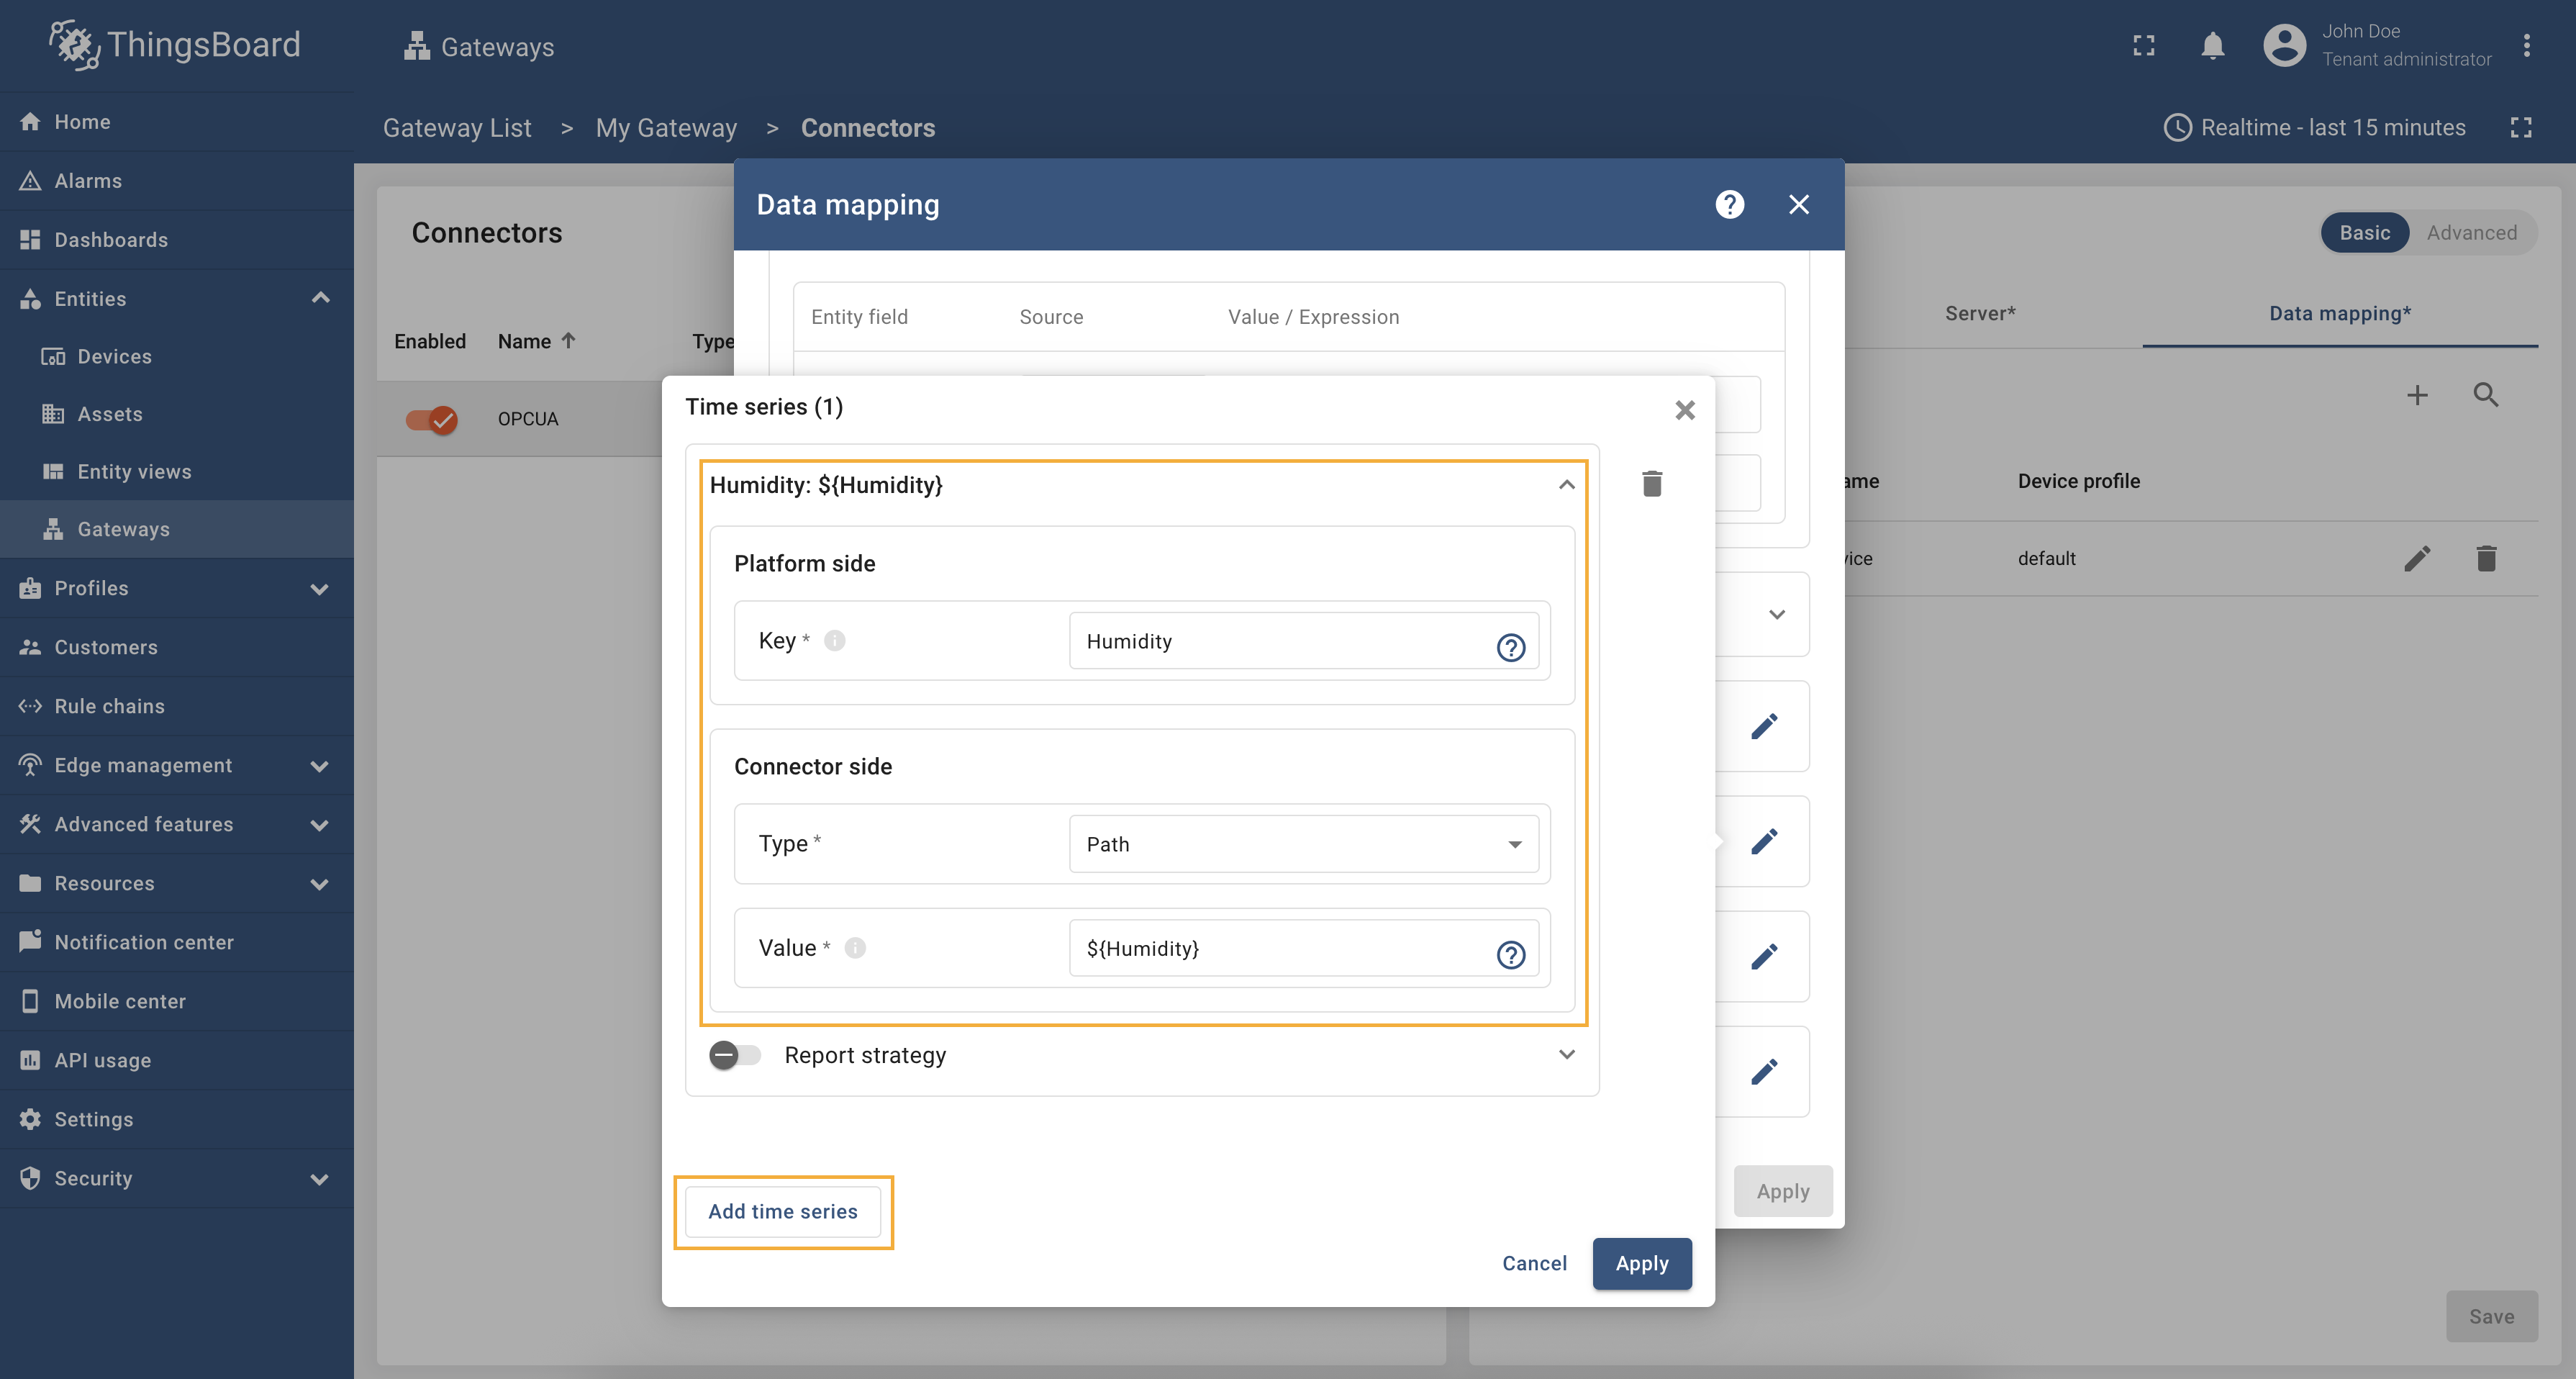 ThingsBoard
Gateways
John Doe
Tenant administrator
Gateway List > My Gateway > Connectors
Realtime - last 15 minutes
Home
Alarms
Dashboards
Entities
Devices
Assets
Entity views
Gateways
Profiles
Customers
Rule chains
Edge management
Advanced features
Resources
Notification center
Mobile center
API usage
Settings
Security
Connectors
Enabled Name Type
OPCUA
Data mapping
Entity field Source Value / Expression
Time series (1)
Humidity: ${Humidity}
Platform side
Key * Humidity
Connector side
Type * Path
Value * ${Humidity}
Report strategy
Add time series
Cancel Apply
Apply
Basic Advanced
Server* Data mapping*
ame Device profile
vice default
Save